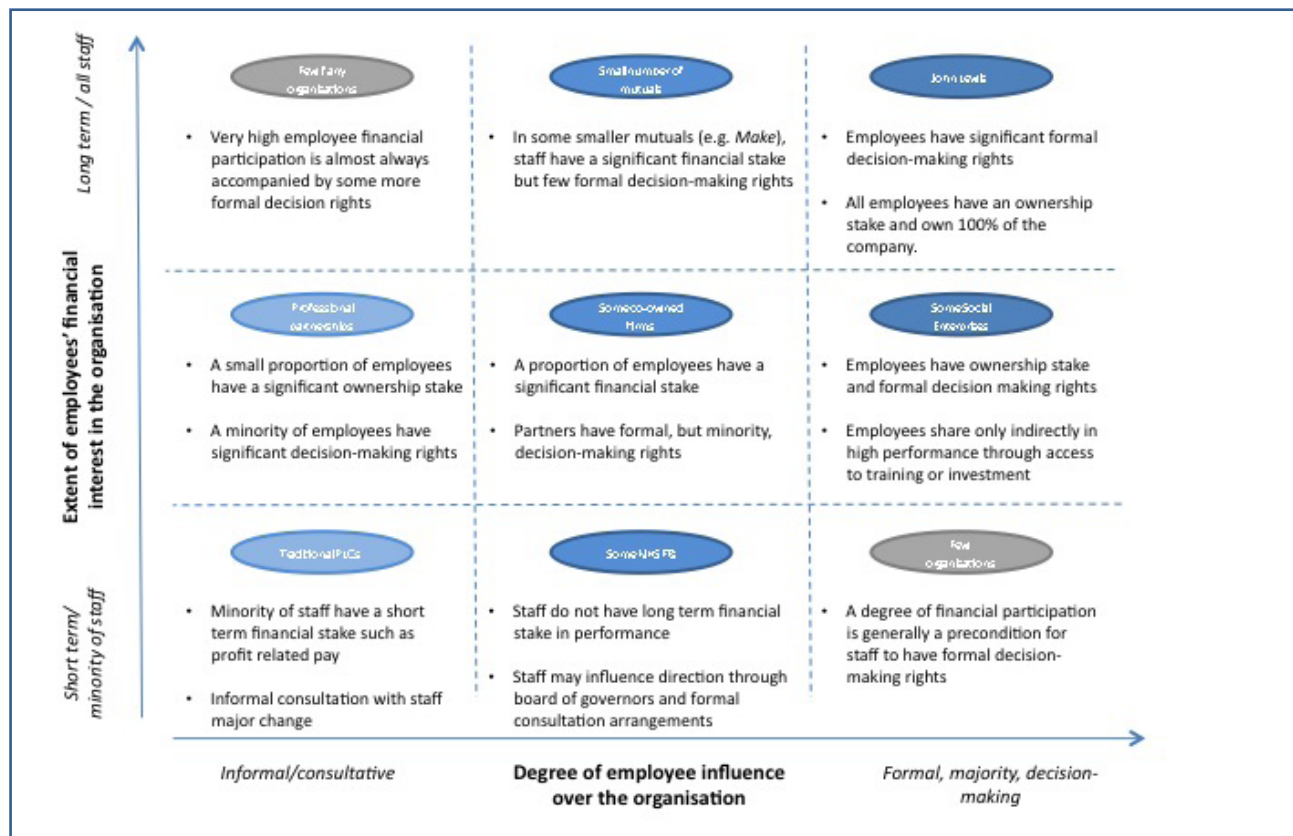 Long term / all staff
Extent of employees' financial
interest in the organisation
Short term/
minority of staff
Few if any
organisations
• Very high employee financial
participation is almost always
accompanied by some more
formal decision rights
Small number of
mutuals
• In some smaller mutuals (e.g. Make),
staff have a significant financial stake
but few formal decision-making rights
John Lewis
• Employees have significant formal
decision-making rights
• All employees have an ownership
stake and own 100% of the
company.
Professional
partnerships
• A small proportion of employees
have a significant ownership stake
• A minority of employees have
significant decision-making rights
Some co-owned
firms
• A proportion of employees have a
significant financial stake
• Partners have formal, but minority,
decision-making rights
Some Social
Enterprises
• Employees have ownership stake
and formal decision making rights
• Employees share only indirectly in
high performance through access
to training or investment
Traditional PLCs
• Minority of staff have a short
term financial stake such as
profit related pay
• Informal consultation with staff
major change
Some NHS FTs
• Staff do not have long term financial
stake in performance
• Staff may influence direction through
board of governors and formal
consultation arrangements
Few
organisations
• A degree of financial participation
is generally a precondition for
staff to have formal decision-
making rights
Informal/consultative
Degree of employee influence
over the organisation
Formal, majority, decision-
making